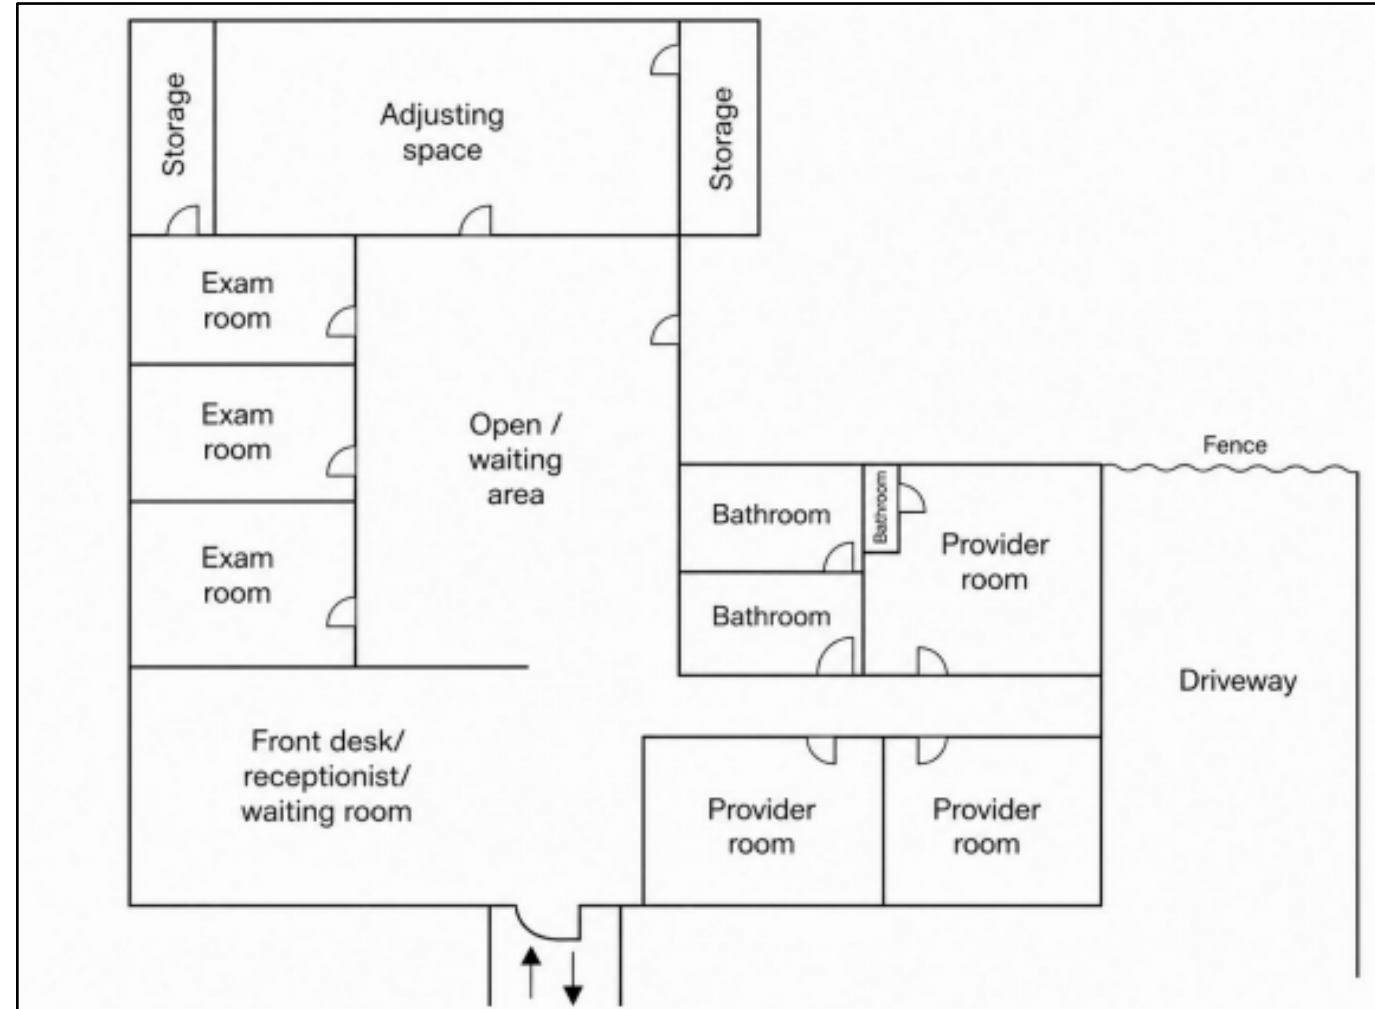 Storage
Adjusting
space
Storage
Exam
room
Exam
room
Open /
waiting
area
Exam
room
Fence
Bathroom
Bathroom
Provider
room
Bathroom
Driveway
Front desk/
receptionist/
waiting room
Provider
room
Provider
room